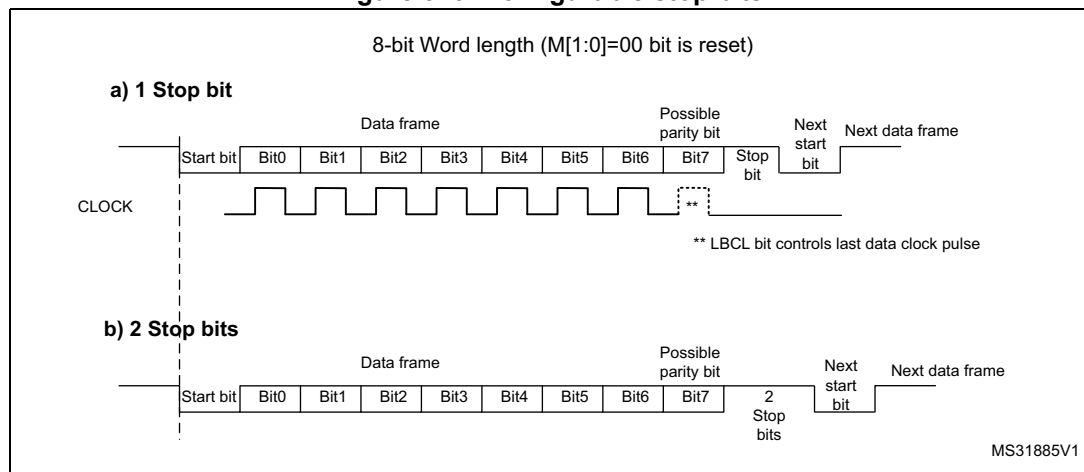 8-bit Word length (M[1:0]=00 bit is reset)
a) 1 Stop bit
Data frame
Possible
parity bit
Next
start
bit
Next data frame
Start bit Bit0 Bit1 Bit2 Bit3 Bit4 Bit5 Bit6 Bit7 Stop
bit
CLOCK
**
** LBCL bit controls last data clock pulse
b) 2 Stop bits
Data frame
Possible
parity bit
Next
start
bit
Next data frame
Start bit Bit0 Bit1 Bit2 Bit3 Bit4 Bit5 Bit6 Bit7 2
Stop
bits
MS31885V1